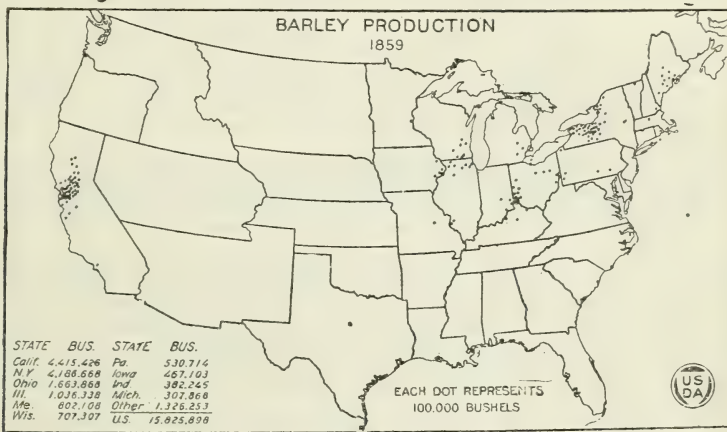 BARLEY PRODUCTION
1859
STATE BUS. STATE BUS.
Calif. 4,415,426 Pa. 530,714
N.Y. 4,186,668 Iowa 467,103
Ohio 1,663,868 Ind. 382,245
Ill. 1,036,338 Mich. 307,868
Me. 802,108 Other 1,326,253
Wis. 707,307 U.S. 15,825,898
EACH DOT REPRESENTS
100,000 BUSHELS
US
DA